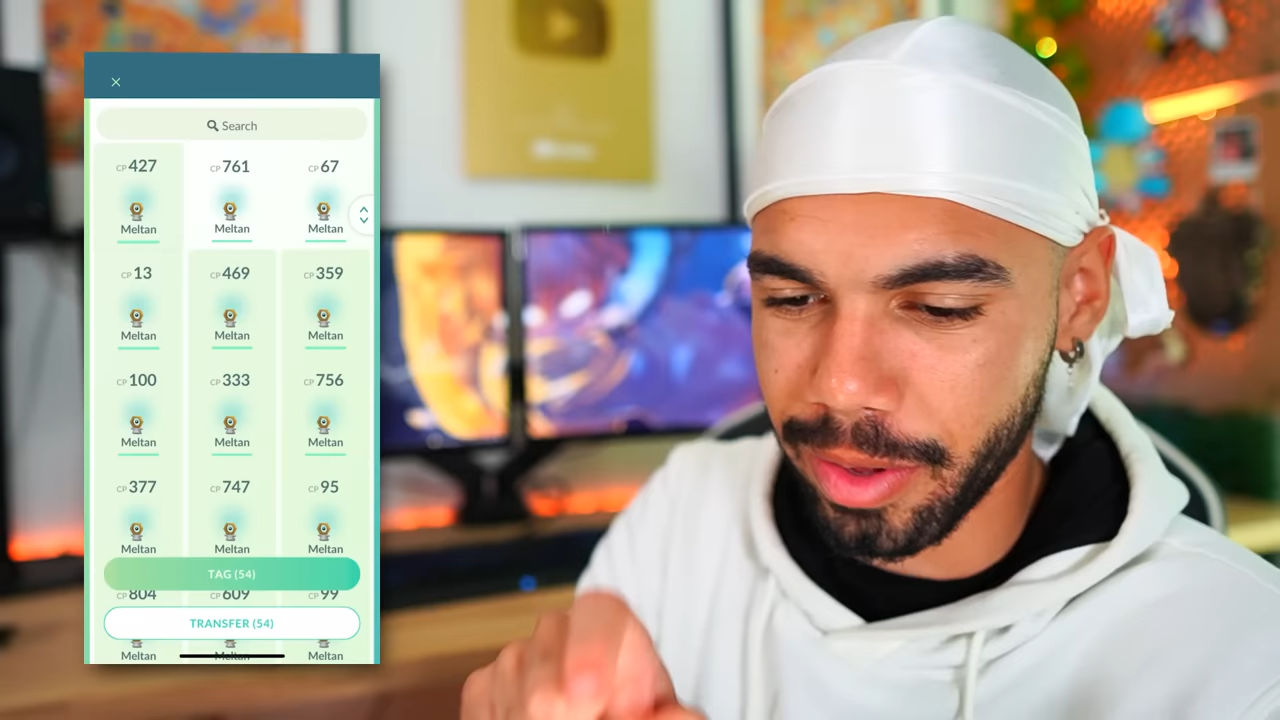 Search
CP427 CP761 CP67
Meltan Meltan Meltan
CP13 CP469 CP359
Meltan Meltan Meltan
CP100 CP333 CP756
Meltan Meltan Meltan
CP377 CP747 CP95
Meltan Meltan Meltan
TAG (54)
CP804 CP609 CP99
TRANSFER (54)
Meltan Meltan Meltan